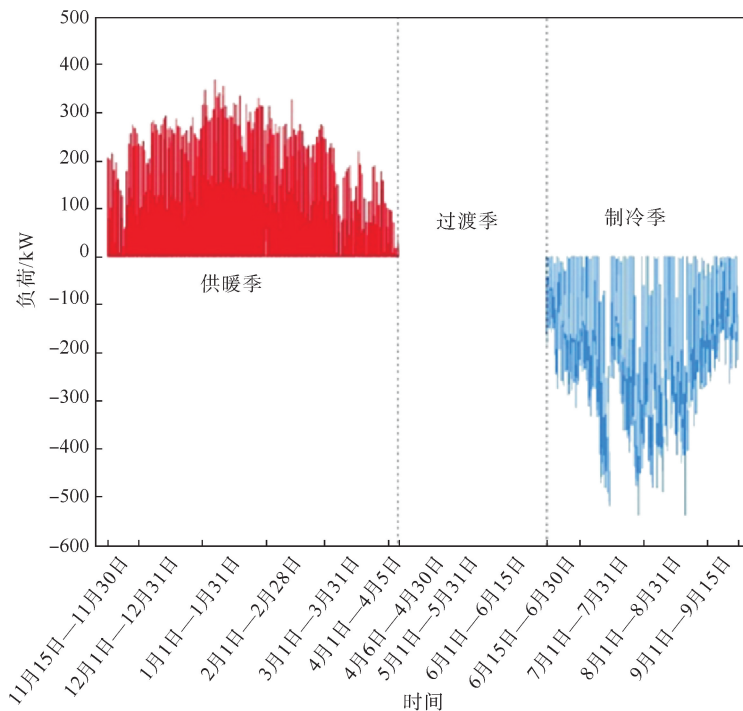 500
400
300
200
100
0
-100
-200
-300
-400
-500
-600
负荷/kW
供暖季
过渡季
制冷季
11月15日—11月30日
12月1日—12月31日
1月1日—1月31日
2月1日—2月28日
3月1日—3月31日
4月1日—4月5日
4月6日—4月30日
5月1日—5月31日
6月1日—6月15日
6月15日—6月30日
7月1日—7月31日
8月1日—8月31日
9月1日—9月15日
时间